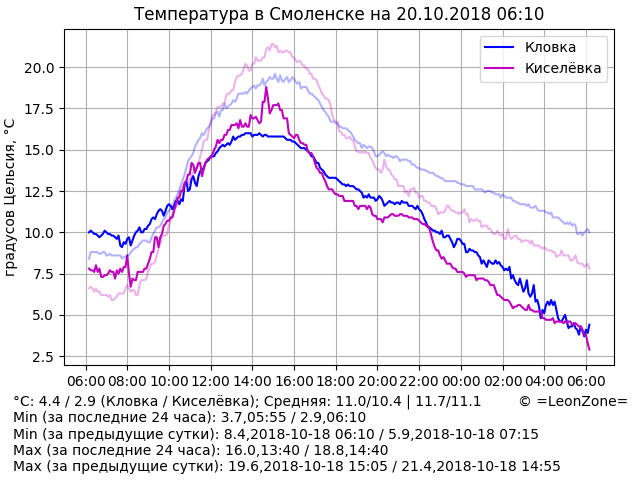 Температура в Смоленске на 20.10.2018 06:10
Кловка
Киселёвка
градусов Цельсия, °C
20.0
17.5
15.0
12.5
10.0
7.5
5.0
2.5
06:00 08:00 10:00 12:00 14:00 16:00 18:00 20:00 22:00 00:00 02:00 04:00 06:00
°C: 4.4 / 2.9 (Кловка / Киселёвка); Средняя: 11.0/10.4 | 11.7/11.1 © =LeonZone=
Min (за последние 24 часа): 3.7,05:55 / 2.9,06:10
Min (за предыдущие сутки): 8.4,2018-10-18 06:10 / 5.9,2018-10-18 07:15
Max (за последние 24 часа): 16.0,13:40 / 18.8,14:40
Max (за предыдущие сутки): 19.6,2018-10-18 15:05 / 21.4,2018-10-18 14:55